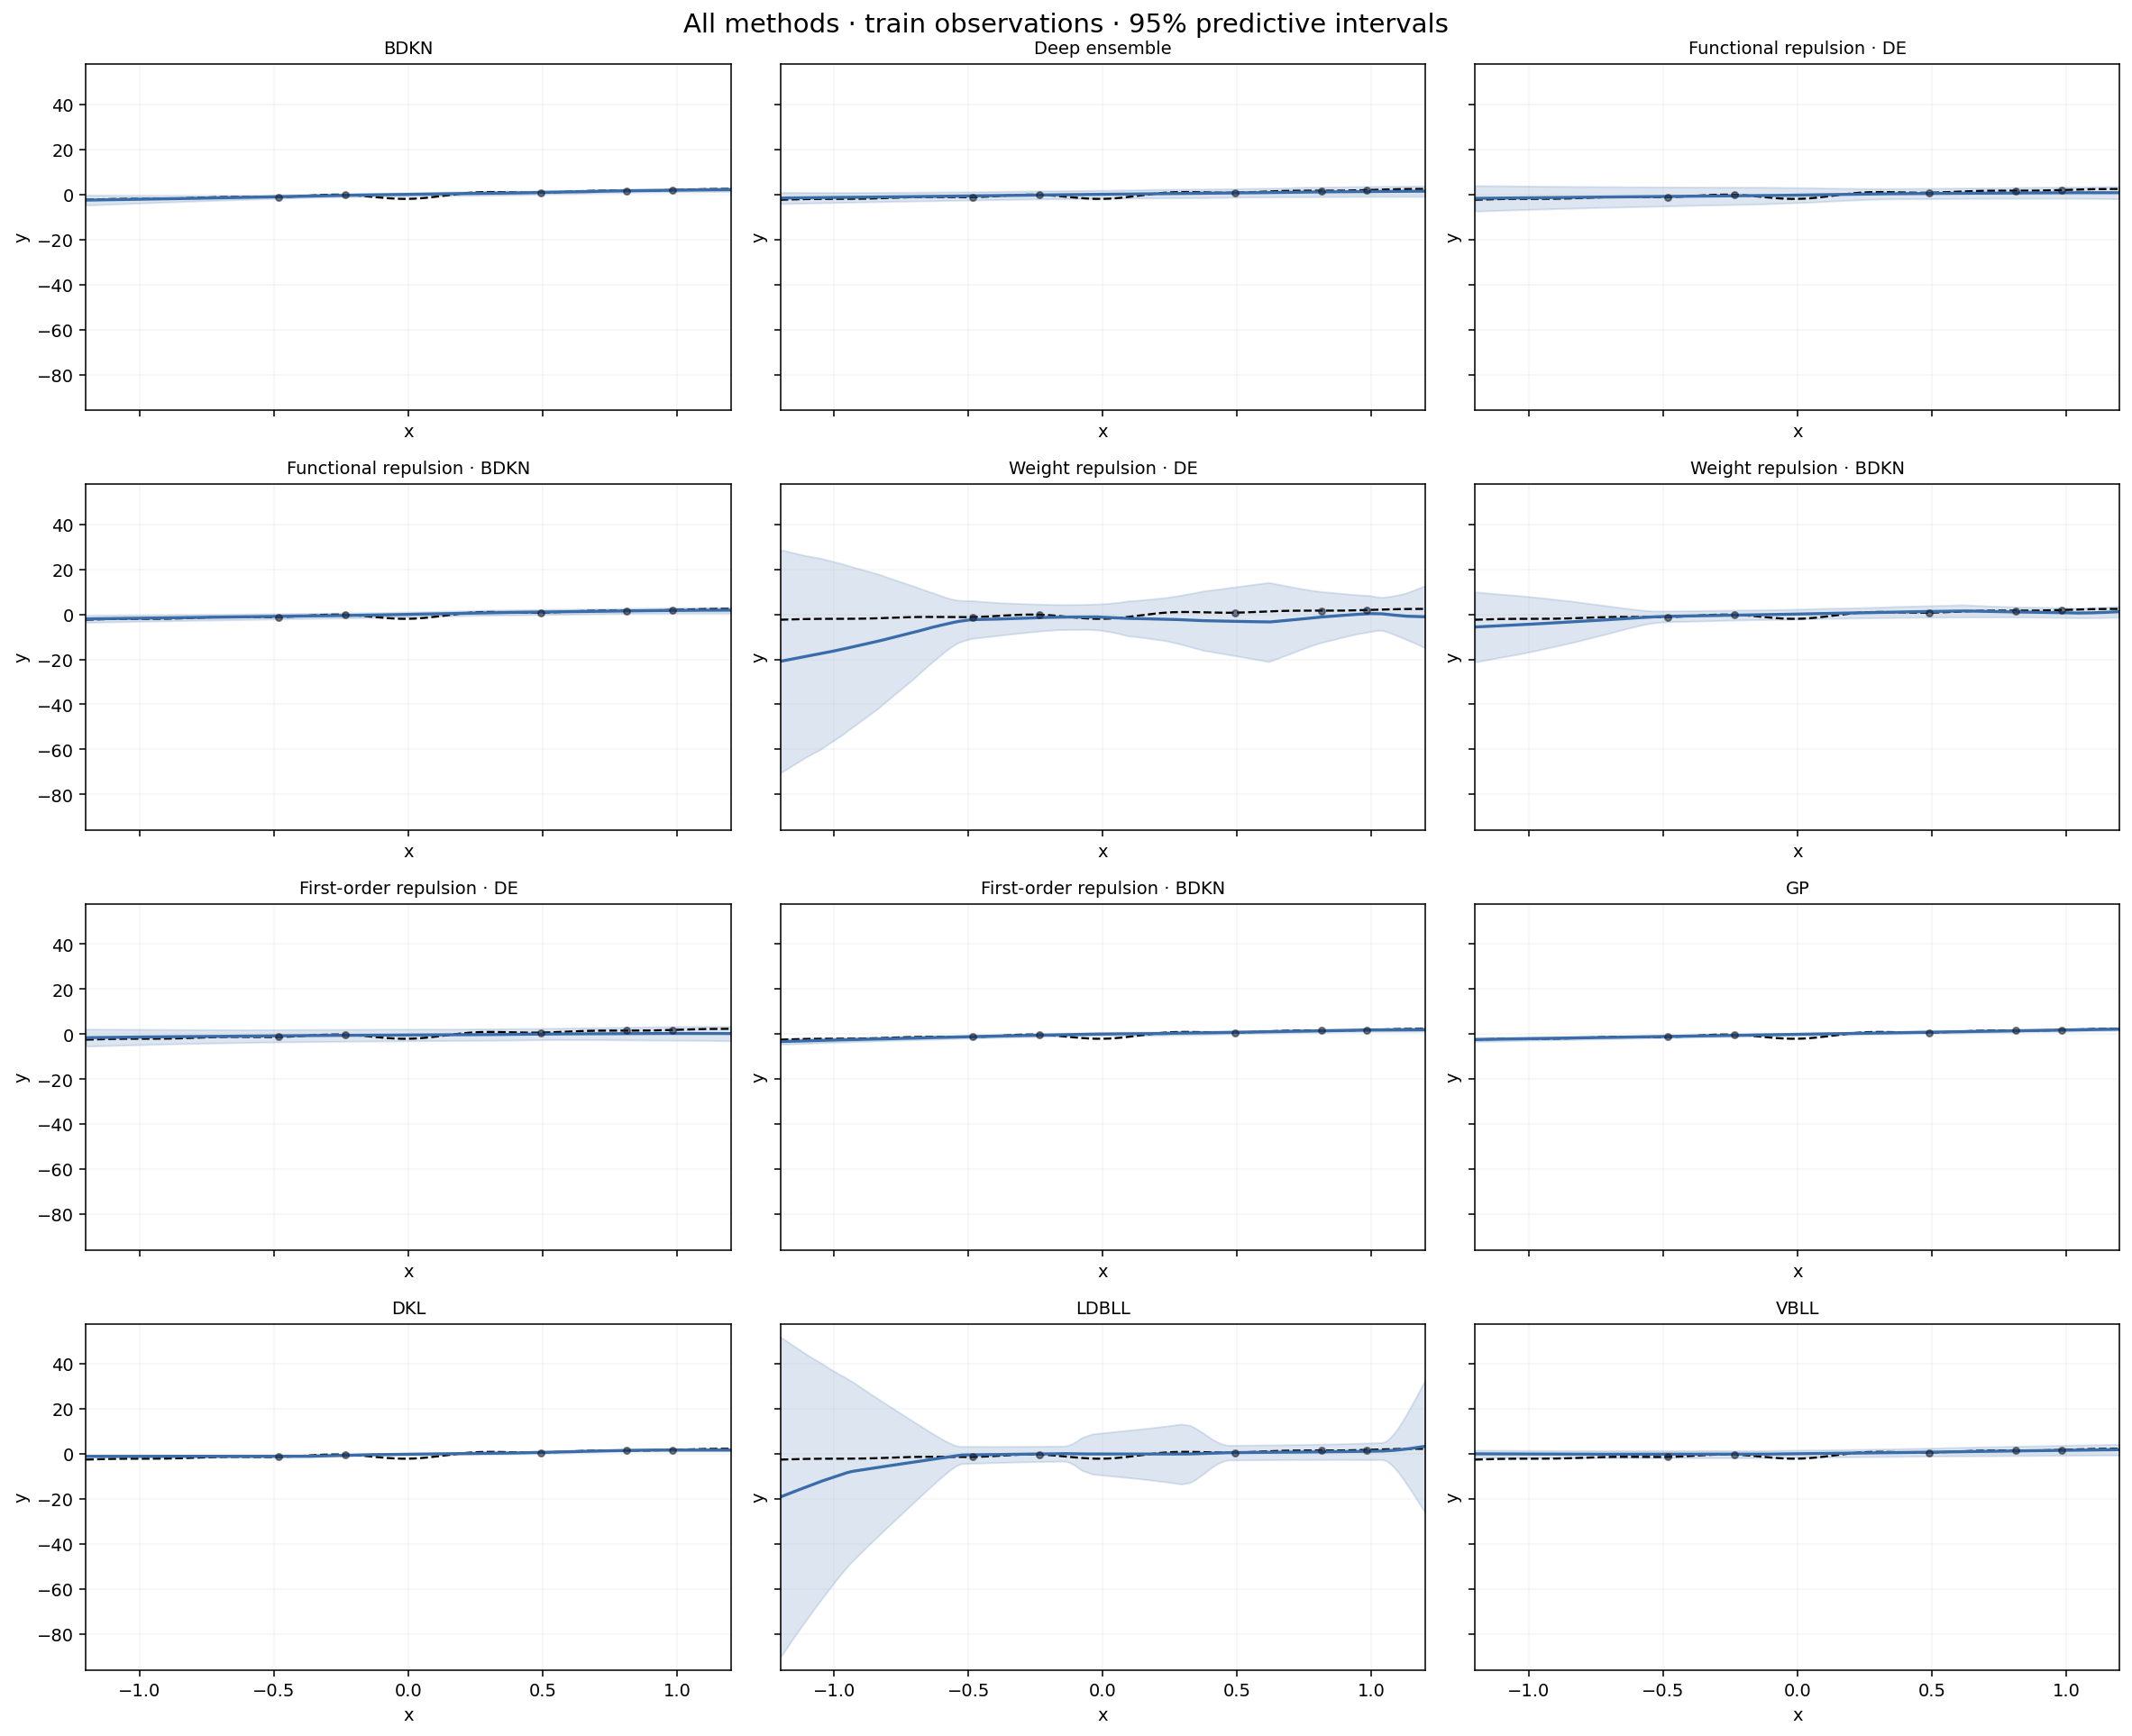 All methods · train observations · 95% predictive intervals
BDKN
Deep ensemble
Functional repulsion · DE
40
20
0
−20
−40
−60
−80
y
y
y
x
x
x
Functional repulsion · BDKN
Weight repulsion · DE
Weight repulsion · BDKN
40
20
0
−20
−40
−60
−80
y
y
y
x
x
x
First-order repulsion · DE
First-order repulsion · BDKN
GP
40
20
0
−20
−40
−60
−80
y
y
y
x
x
x
DKL
LDBLL
VBLL
40
20
0
−20
−40
−60
−80
y
y
y
−1.0 −0.5 0.0 0.5 1.0
−1.0 −0.5 0.0 0.5 1.0
−1.0 −0.5 0.0 0.5 1.0
x
x
x